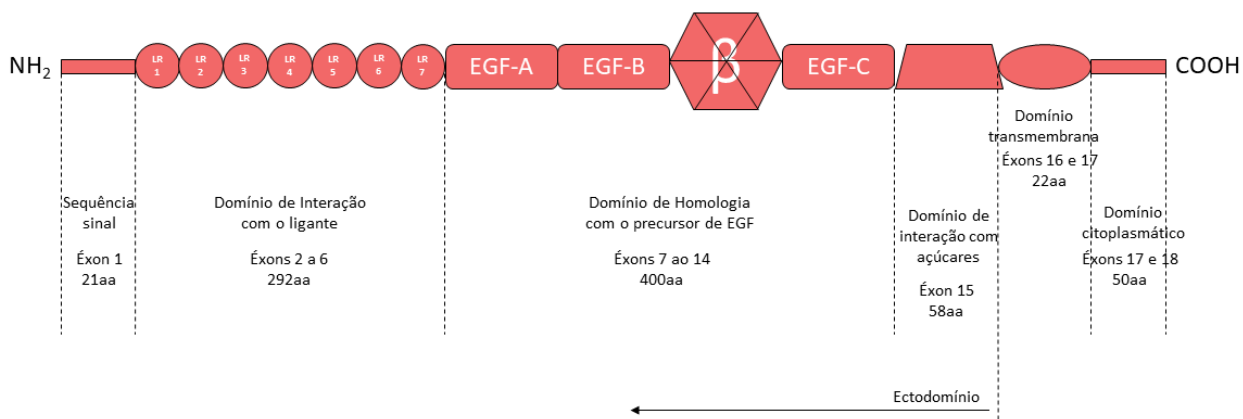 NH2
LR
1
LR
2
LR
3
LR
4
LR
5
LR
6
LR
7
EGF-A
EGF-B
β
EGF-C
COOH
Domínio
transmembrana
Éxons 16 e 17
22aa
Sequência
sinal
Éxon 1
21aa
Domínio de Interação
com o ligante
Éxons 2 a 6
292aa
Domínio de Homologia
com o precursor de EGF
Éxons 7 ao 14
400aa
Domínio de
interação com
açúcares
Éxon 15
58aa
Domínio
citoplasmático
Éxons 17 e 18
50aa
Ectodomínio